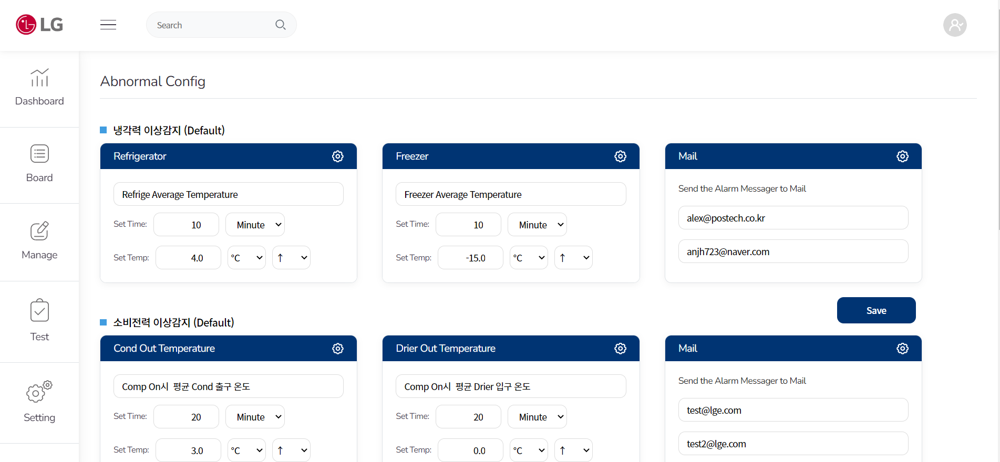 LG
Search
Dashboard
Board
Manage
Test
Setting
Abnormal Config
냉각력 이상감지 (Default)
Refrigerator
Refrige Average Temperature
Set Time: 10 Minute
Set Temp: 4.0 °C ↑
Freezer
Freezer Average Temperature
Set Time: 10 Minute
Set Temp: -15.0 °C ↑
Mail
Send the Alarm Messager to Mail
alex@postech.co.kr
anjh723@naver.com
Save
소비전력 이상감지 (Default)
Cond Out Temperature
Comp On시  평균 Cond 출구 온도
Set Time: 20 Minute
Set Temp: 3.0 °C ↑
Drier Out Temperature
Comp On시  평균 Drier 입구 온도
Set Time: 20 Minute
Set Temp: 0.0 °C ↑
Mail
Send the Alarm Messager to Mail
test@lge.com
test2@lge.com